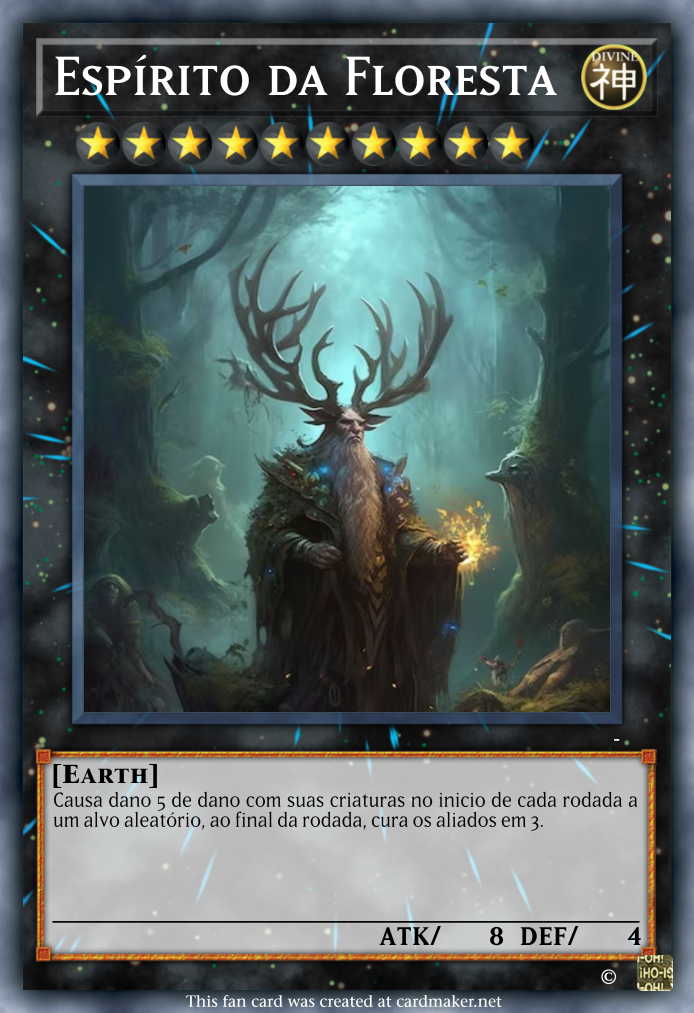 Espírito da Floresta
DIVINE
神
[Earth]
Causa dano 5 de dano com suas criaturas no inicio de cada rodada a
um alvo aleatório, ao final da rodada, cura os aliados em 3.
ATK/ 8 DEF/ 4
©
This fan card was created at cardmaker.net